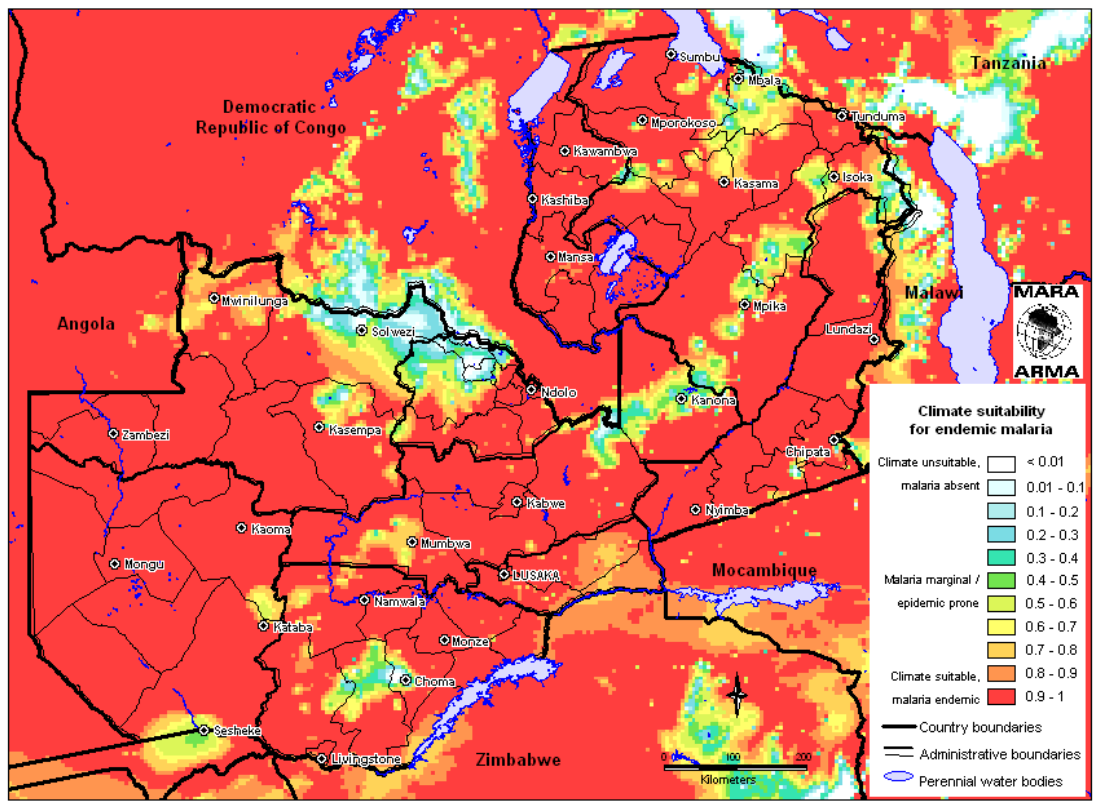 Sumbu
Tanzania
Mbala
Democratic
Republic of Congo
Tunduma
Mporokoso
Kawambwa
Isoka
Kasama
Kashiba
Mansa
Malawi
MARA
Mwinilunga
Mpika
Angola
Solwezi
Lundazi
ARMA
Ndolo
Kanona
Zambezi
Kasempa
Chipata
Kabwe
Nyimba
Kaoma
Mumbwa
Mongu
LUSAKA
Mocambique
Namwala
Kataba
Monze
Choma
Sesheke
Livingstone
Zimbabwe
0 100 200
Kilometers
Climate suitability
for endemic malaria
Climate unsuitable, < 0.01
malaria absent 0.01 - 0.1
0.1 - 0.2
0.2 - 0.3
0.3 - 0.4
Malaria marginal / 0.4 - 0.5
epidemic prone 0.5 - 0.6
0.6 - 0.7
0.7 - 0.8
Climate suitable, 0.8 - 0.9
malaria endemic 0.9 - 1
Country boundaries
Administrative boundaries
Perennial water bodies